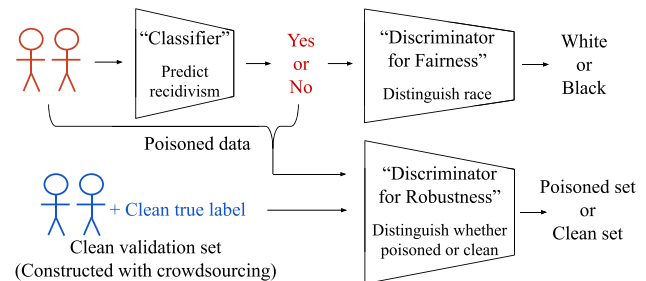 “Classifier”
Predict
recidivism
Yes
or
No
“Discriminator
for Fairness”
Distinguish race
White
or
Black
Poisoned data
+ Clean true label
Clean validation set
(Constructed with crowdsourcing)
“Discriminator
for Robustness”
Distinguish whether
poisoned or clean
Poisoned set
or
Clean set